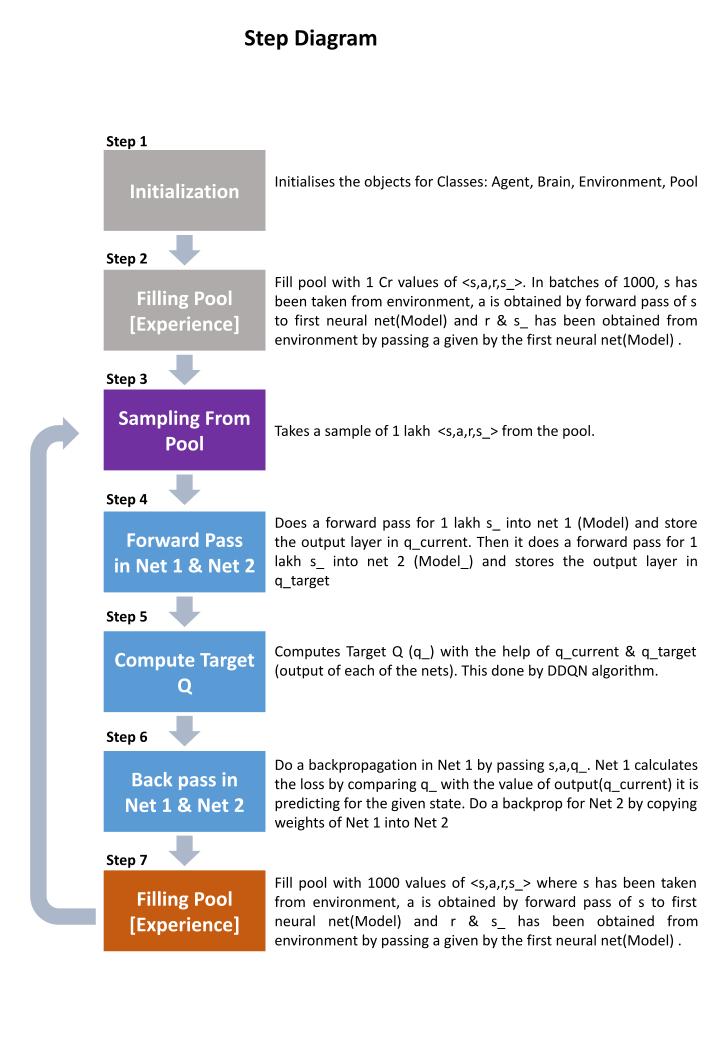 Step Diagram
Step 1
Initialization
Initialises the objects for Classes: Agent, Brain, Environment, Pool
Step 2
Filling Pool
[Experience]
Fill pool with 1 Cr values of <s,a,r,s_>. In batches of 1000, s has
been taken from environment, a is obtained by forward pass of s
to first neural net(Model) and r & s_ has been obtained from
environment by passing a given by the first neural net(Model) .
Step 3
Sampling From
Pool
Takes a sample of 1 lakh <s,a,r,s_> from the pool.
Step 4
Forward Pass
in Net 1 & Net 2
Does a forward pass for 1 lakh s_ into net 1 (Model) and store
the output layer in q_current. Then it does a forward pass for 1
lakh s_ into net 2 (Model_) and stores the output layer in
q_target
Step 5
Compute Target
Q
Computes Target Q (q_) with the help of q_current & q_target
(output of each of the nets). This done by DDQN algorithm.
Step 6
Back pass in
Net 1 & Net 2
Do a backpropagation in Net 1 by passing s,a,q_. Net 1 calculates
the loss by comparing q_ with the value of output(q_current) it is
predicting for the given state. Do a backprop for Net 2 by copying
weights of Net 1 into Net 2
Step 7
Filling Pool
[Experience]
Fill pool with 1000 values of <s,a,r,s_> where s has been taken
from environment, a is obtained by forward pass of s to first
neural net(Model) and r & s_ has been obtained from
environment by passing a given by the first neural net(Model) .